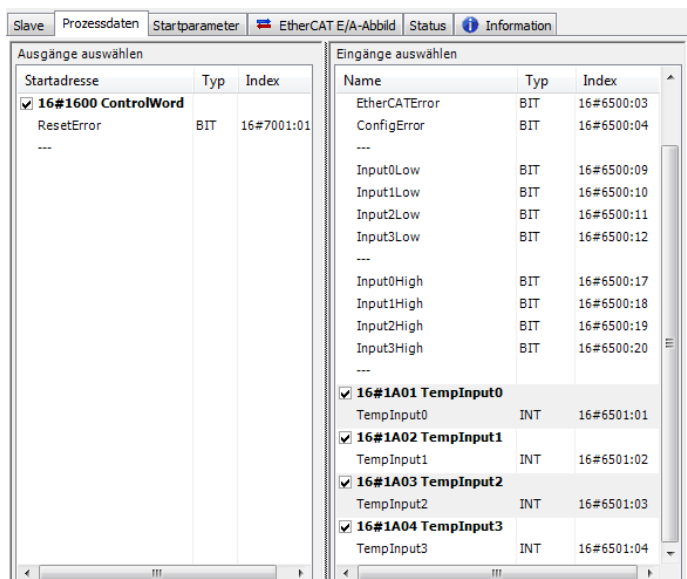 Slave Prozessdaten Startparameter EtherCAT E/A-Abbild Status Information
Ausgänge auswählen
Startadresse Typ Index
16#1600 ControlWord
ResetError BIT 16#7001:01
---
Eingänge auswählen
Name Typ Index
EtherCATError BIT 16#6500:03
ConfigError BIT 16#6500:04
---
Input0Low BIT 16#6500:09
Input1Low BIT 16#6500:10
Input2Low BIT 16#6500:11
Input3Low BIT 16#6500:12
---
Input0High BIT 16#6500:17
Input1High BIT 16#6500:18
Input2High BIT 16#6500:19
Input3High BIT 16#6500:20
---
16#1A01 TempInput0
TempInput0 INT 16#6501:01
16#1A02 TempInput1
TempInput1 INT 16#6501:02
16#1A03 TempInput2
TempInput2 INT 16#6501:03
16#1A04 TempInput3
TempInput3 INT 16#6501:04